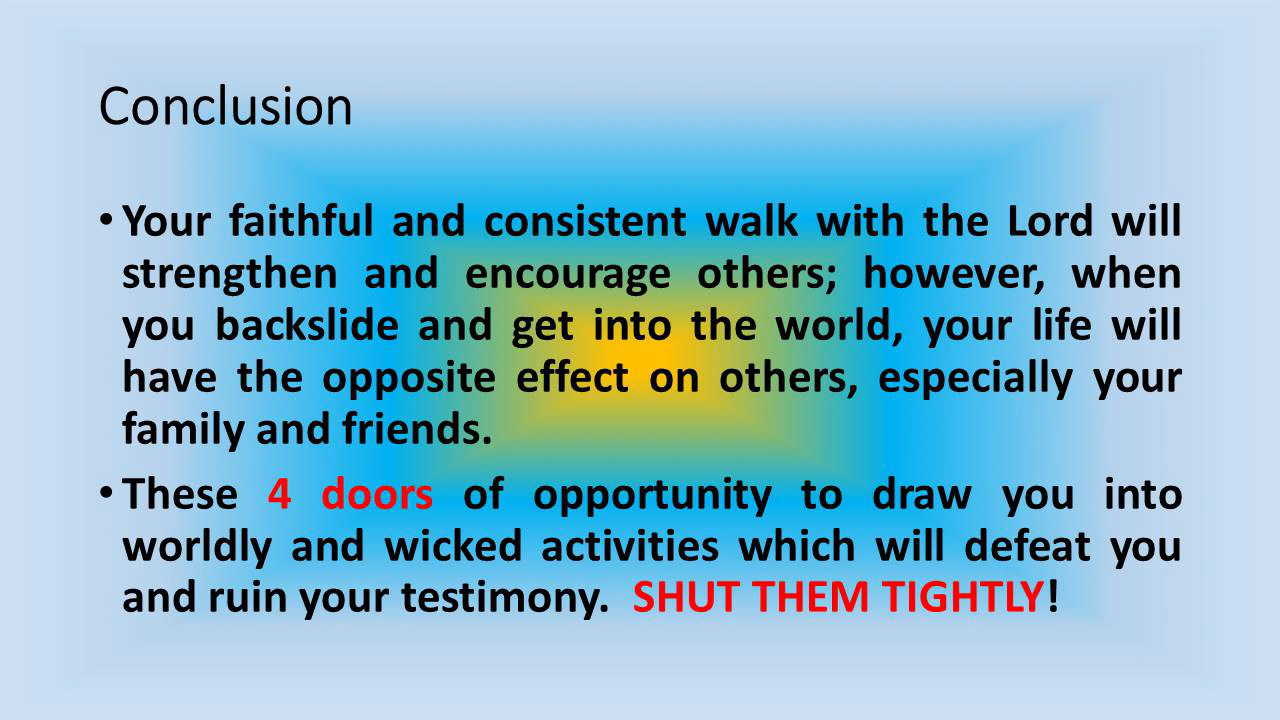 Conclusion
• Your faithful and consistent walk with the Lord will
strengthen and encourage others; however, when
you backslide and get into the world, your life will
have the opposite effect on others, especially your
family and friends.
• These 4 doors of opportunity to draw you into
worldly and wicked activities which will defeat you
and ruin your testimony.  SHUT THEM TIGHTLY!